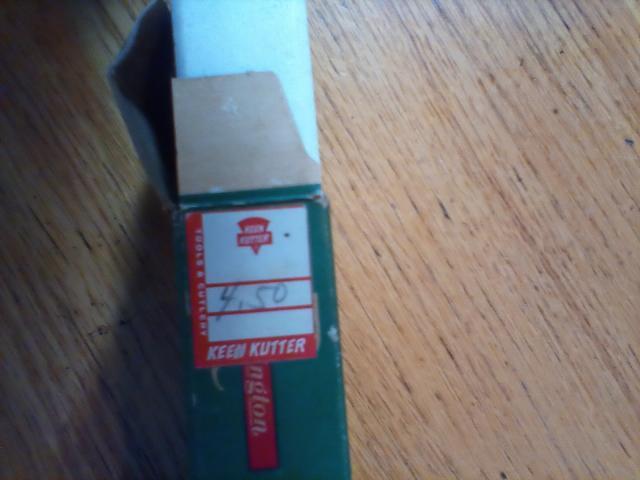 KEEN
KUTTER
TOOLS & CUTLERY
4.50
KEEN KUTTER
ngton.